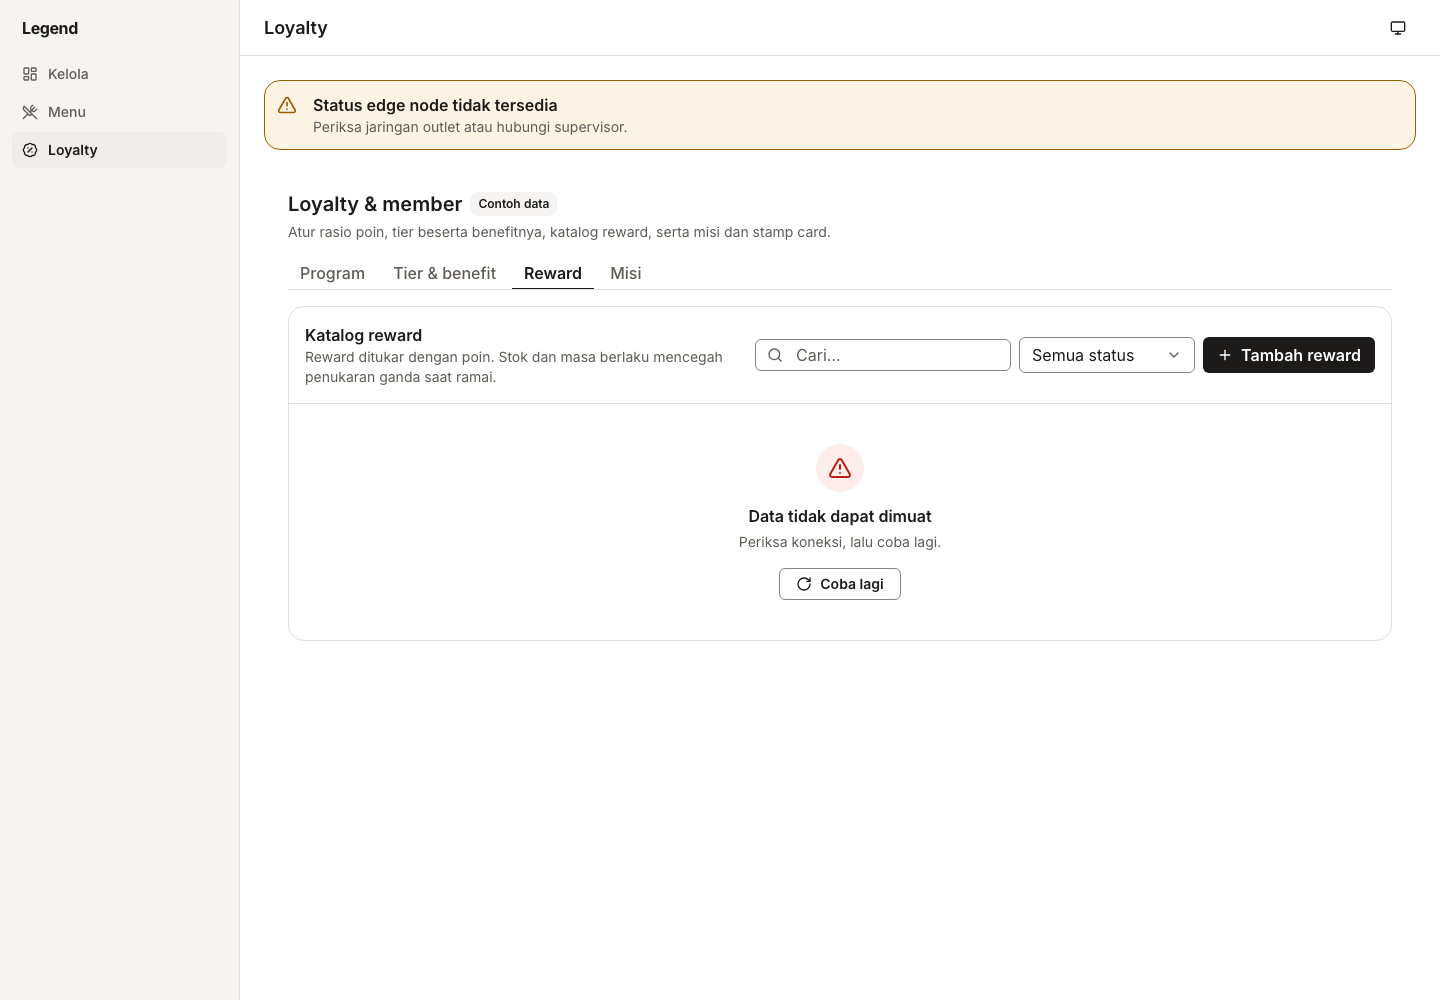 Legend
Kelola
Menu
Loyalty
Loyalty
Status edge node tidak tersedia
Periksa jaringan outlet atau hubungi supervisor.
Loyalty & member
Contoh data
Atur rasio poin, tier beserta benefitnya, katalog reward, serta misi dan stamp card.
Program
Tier & benefit
Reward
Misi
Katalog reward
Reward ditukar dengan poin. Stok dan masa berlaku mencegah
penukaran ganda saat ramai.
Cari...
Semua status
Tambah reward
Data tidak dapat dimuat
Periksa koneksi, lalu coba lagi.
Coba lagi